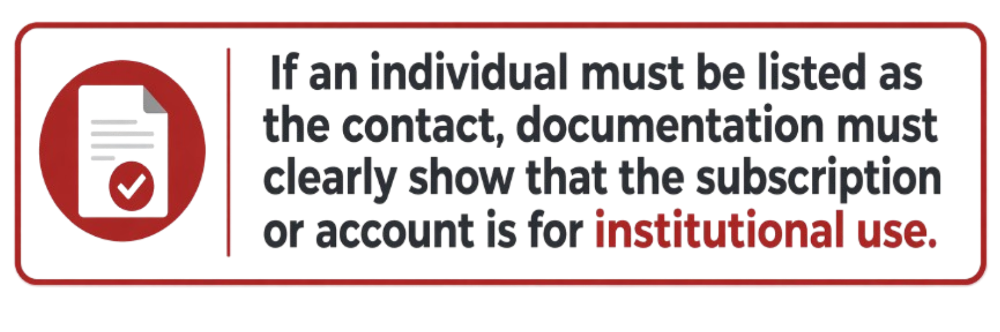 If an individual must be listed as
the contact, documentation must
clearly show that the subscription
or account is for institutional use.